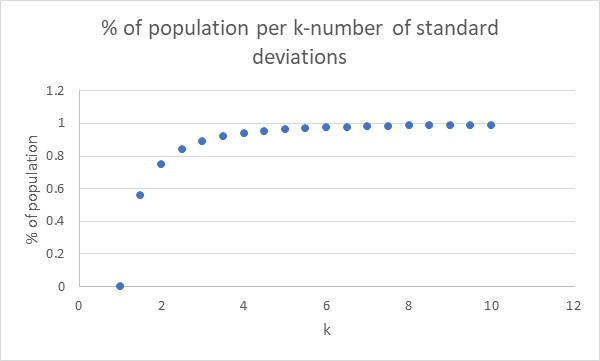 % of population per k-number of standard
deviations
% of population
1.2
1
0.8
0.6
0.4
0.2
0
0 2 4 6 8 10 12
k